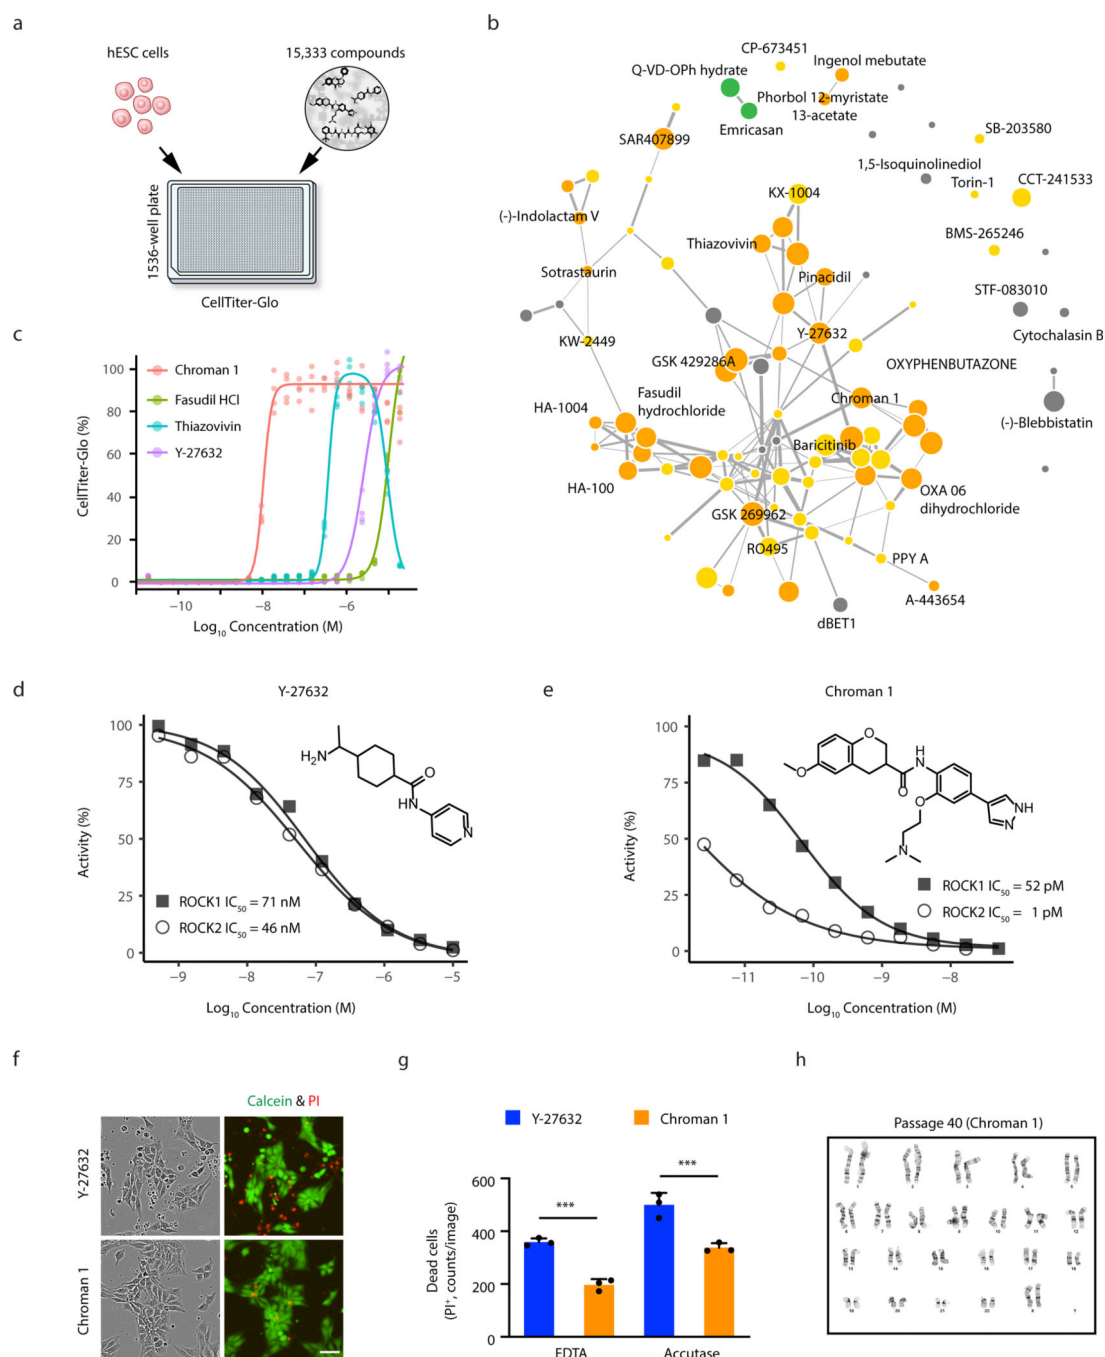 a
hESC cells
15,333 compounds
1536-well plate
CellTiter-Glo
b
CP-673451
Ingenol mebutate
Q-VD-OPh hydrate
Phorbol 12-myristate
13-acetate
Emricasan
SAR407899
SB-203580
1,5-Isoquinolinediol
CCT-241533
Torin-1
KX-1004
(-)-Indolactam V
BMS-265246
Thiazovivin
Sotrastaurin
Pinacidil
STF-083010
Y-27632
Cytochalasin B
KW-2449
GSK 429286A
OXYPHENBUTAZONE
Fasudil
hydrochloride
Chroman 1
HA-1004
(-)-Blebbistatin
Baricitinib
HA-100
OXA 06
dihydrochloride
GSK 269962
RO495
PPY A
A-443654
dBET1
c
CellTiter-Glo (%)
100
80
60
40
20
0
Chroman 1
Fasudil HCl
Thiazovivin
Y-27632
−10
−8
−6
Log10 Concentration (M)
d
Y-27632
Activity (%)
100
75
50
25
0
H2N
O
HN
N
ROCK1 IC50 = 71 nM
ROCK2 IC50 = 46 nM
−9
−8
−7
−6
−5
Log10 Concentration (M)
e
Chroman 1
Activity (%)
100
75
50
25
0
O
O
H
N
O
O
N
NH
N
ROCK1 IC50 = 52 pM
ROCK2 IC50 = 1 pM
−11
−10
−9
−8
Log10 Concentration (M)
f
Calcein & PI
Y-27632
Chroman 1
g
Y-27632
Chroman 1
Dead cells
(PI+, counts/image)
600
400
200
0
***
***
EDTA
Accutase
h
Passage 40 (Chroman 1)